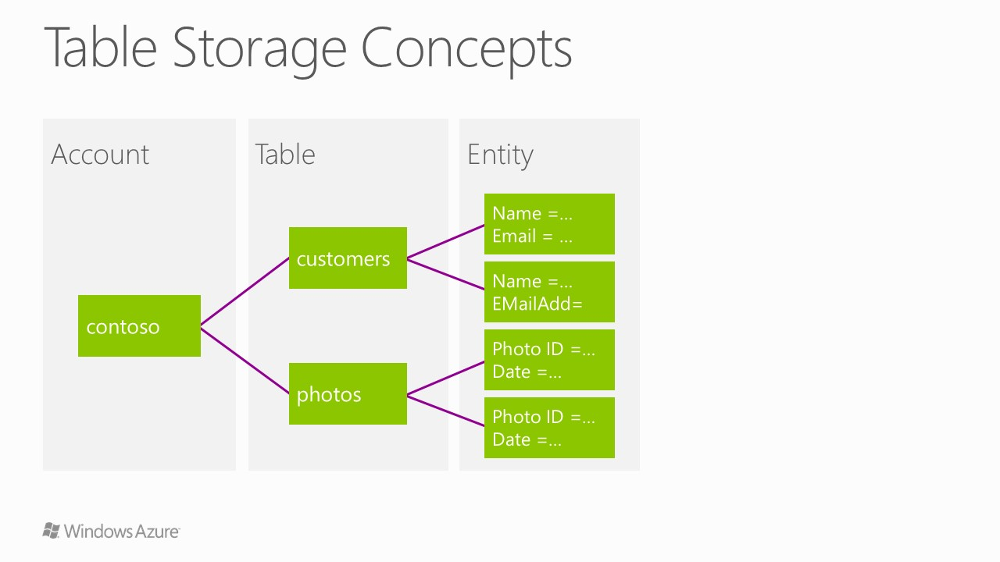 Table Storage Concepts
Account
Table
Entity
contoso
customers
photos
Name =...
Email = ...
Name =...
EMailAdd=
Photo ID =...
Date =...
Photo ID =...
Date =...
Windows Azure